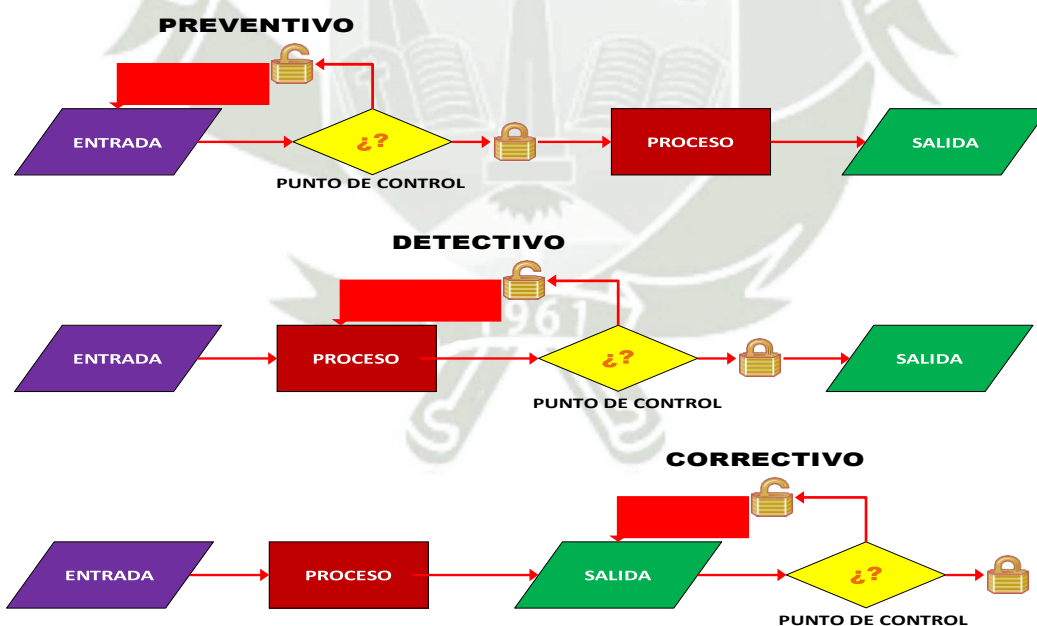 PREVENTIVO
ENTRADA
¿?
PROCESO
SALIDA
PUNTO DE CONTROL
DETECTIVO
1961
ENTRADA
PROCESO
¿?
SALIDA
PUNTO DE CONTROL
CORRECTIVO
ENTRADA
PROCESO
SALIDA
¿?
PUNTO DE CONTROL